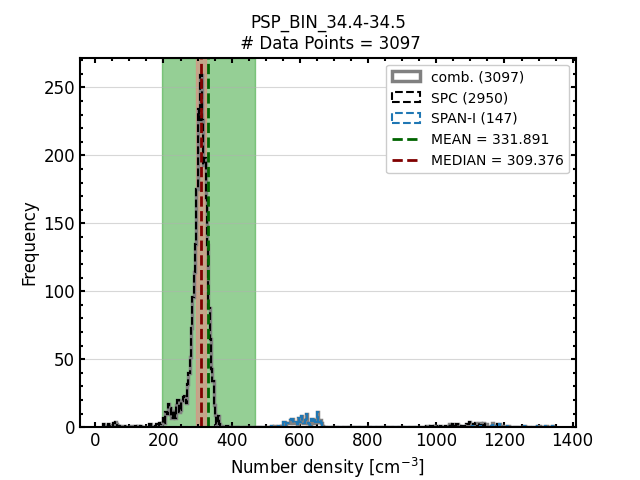 PSP_BIN_34.4-34.5
# Data Points = 3097
comb. (3097)
SPC (2950)
SPAN-I (147)
MEAN = 331.891
MEDIAN = 309.376
Frequency
250
200
150
100
50
0
0 200 400 600 800 1000 1200 1400
Number density [cm⁻³]